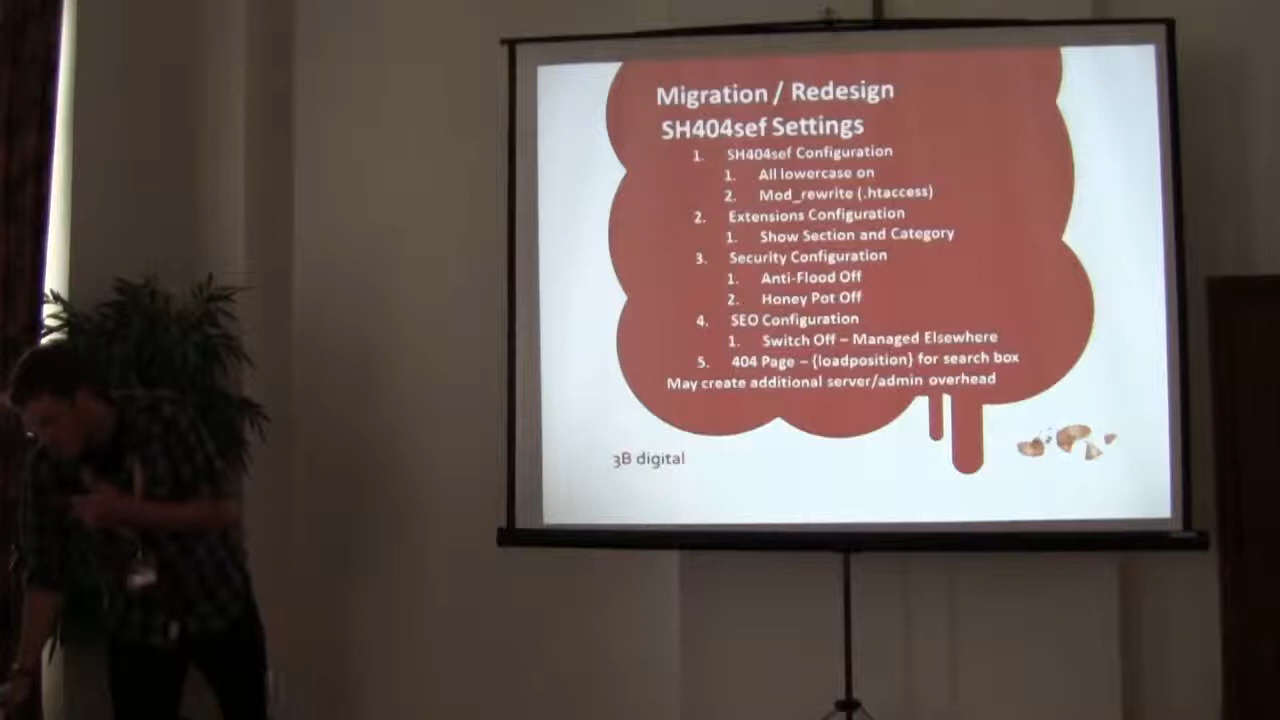 Migration / Redesign
SH404sef Settings
1. SH404sef Configuration
1. All lowercase on
2. Mod_rewrite (.htaccess)
2. Extensions Configuration
1. Show Section and Category
3. Security Configuration
1. Anti-Flood Off
2. Honey Pot Off
4. SEO Configuration
1. Switch Off – Managed Elsewhere
5. 404 Page – {loadposition} for search box
May create additional server/admin overhead
3B digital